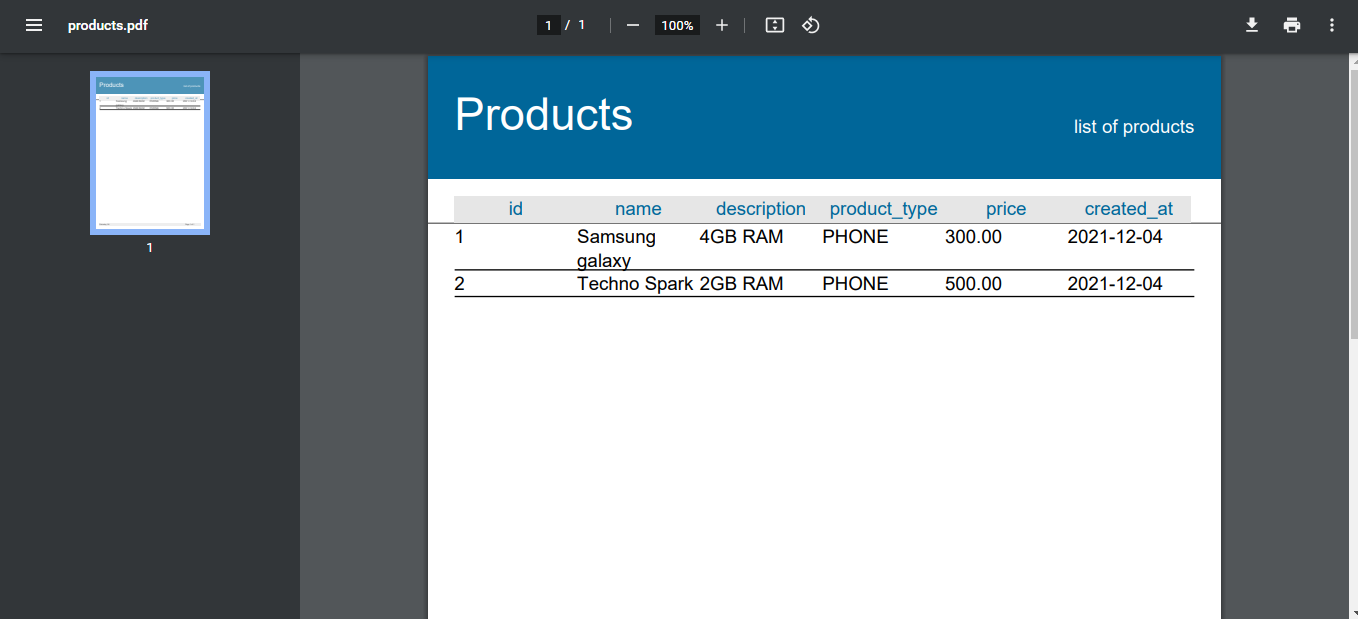 products.pdf
1 / 1
100%
Products
list of products
1
id name description product_type price created_at
1 Samsung galaxy 4GB RAM PHONE 300.00 2021-12-04
2 Techno Spark 2GB RAM PHONE 500.00 2021-12-04